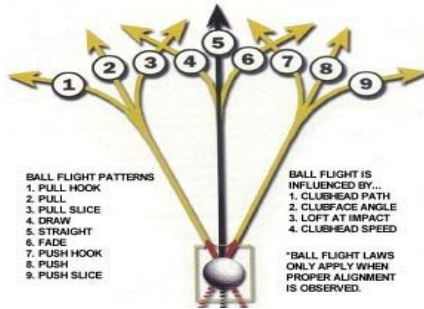 1
2
3
4
5
6
7
8
9
BALL FLIGHT PATTERNS
1. PULL HOOK
2. PULL
3. PULL SLICE
4. DRAW
5. STRAIGHT
6. FADE
7. PUSH HOOK
8. PUSH
9. PUSH SLICE
BALL FLIGHT IS
INFLUENCED BY...
1. CLUBHEAD PATH
2. CLUBFACE ANGLE
3. LOFT AT IMPACT
4. CLUBHEAD SPEED
*BALL FLIGHT LAWS
ONLY APPLY WHEN
PROPER ALIGNMENT
IS OBSERVED.